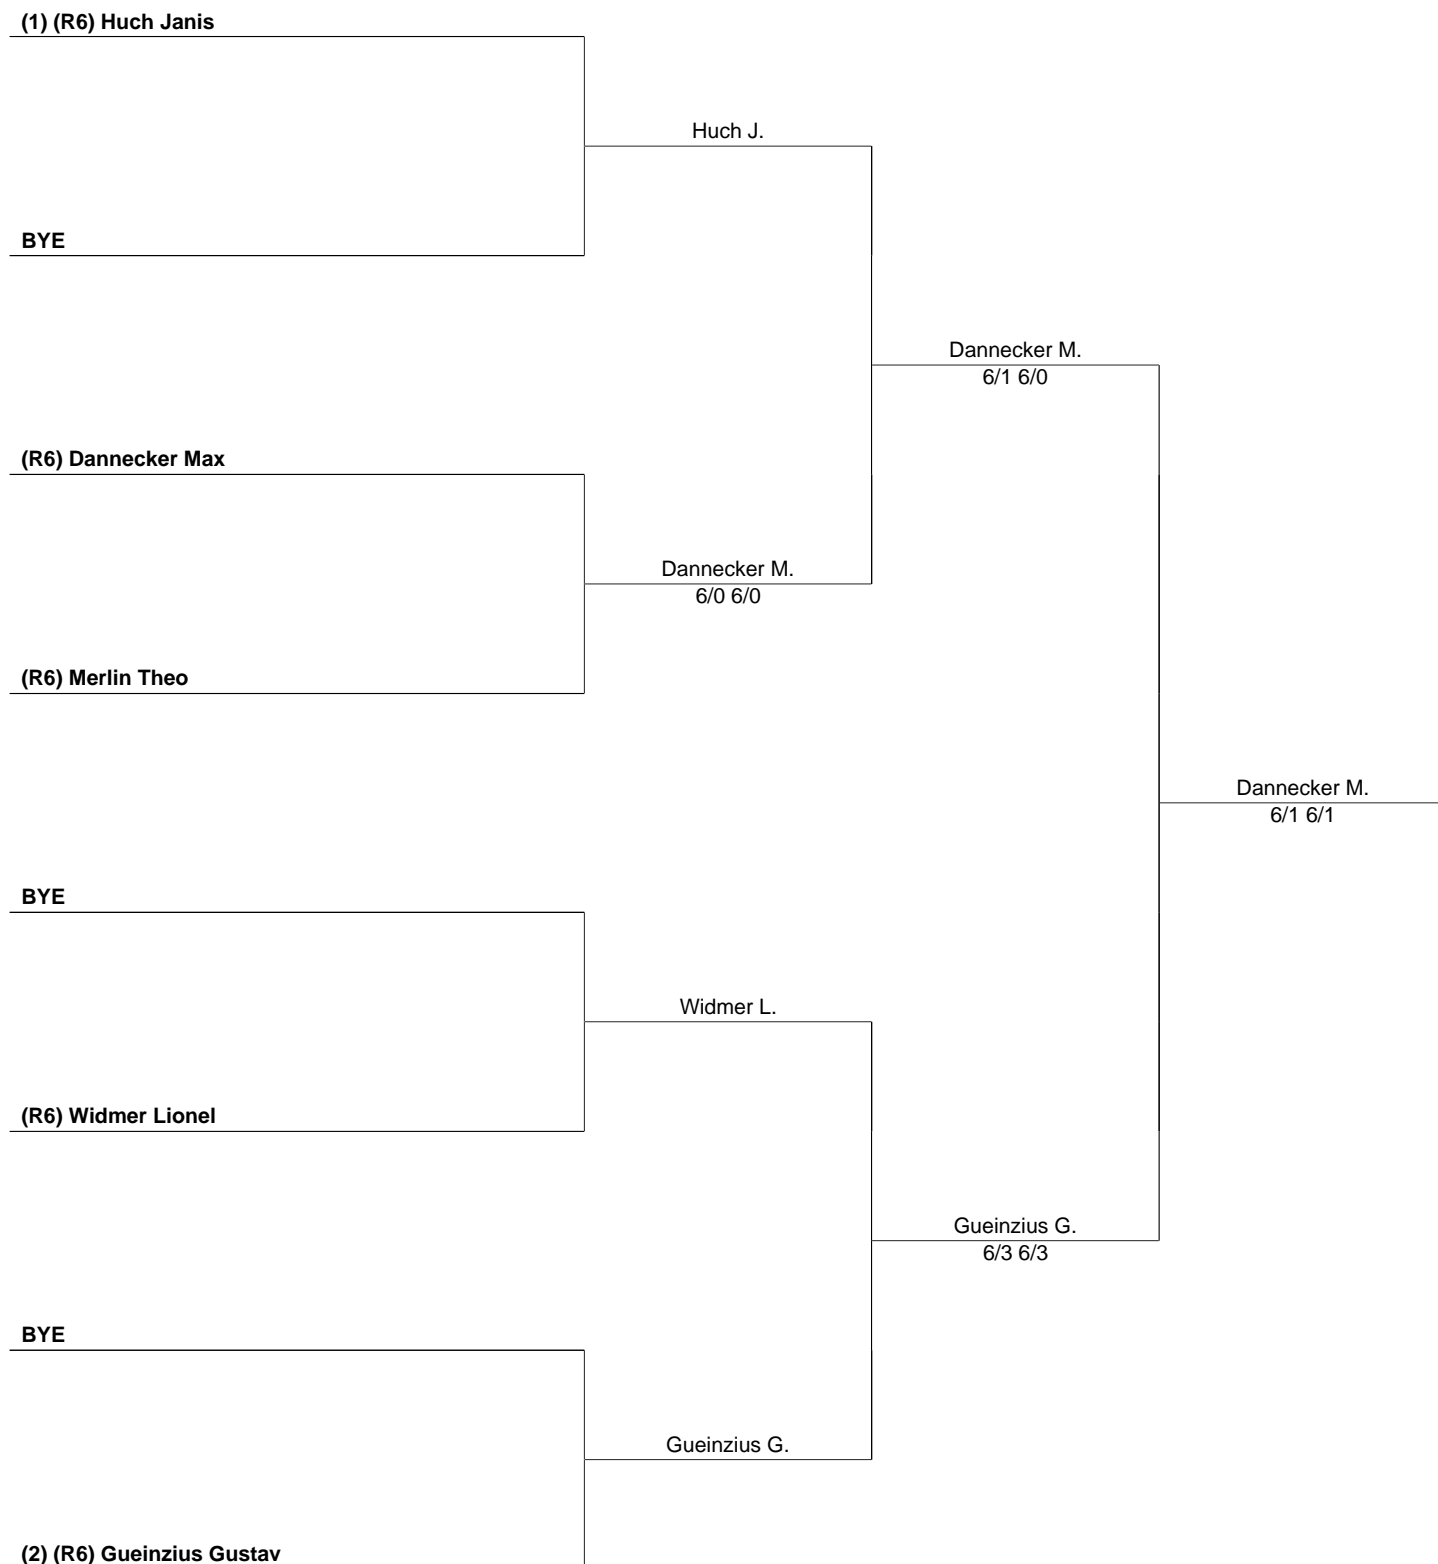 (1) (R6) Huch Janis
Huch J.
BYE
Dannecker M.
6/1 6/0
(R6) Dannecker Max
Dannecker M.
6/0 6/0
(R6) Merlin Theo
Dannecker M.
6/1 6/1
BYE
Widmer L.
(R6) Widmer Lionel
Gueinzius G.
6/3 6/3
BYE
Gueinzius G.
(2) (R6) Gueinzius Gustav